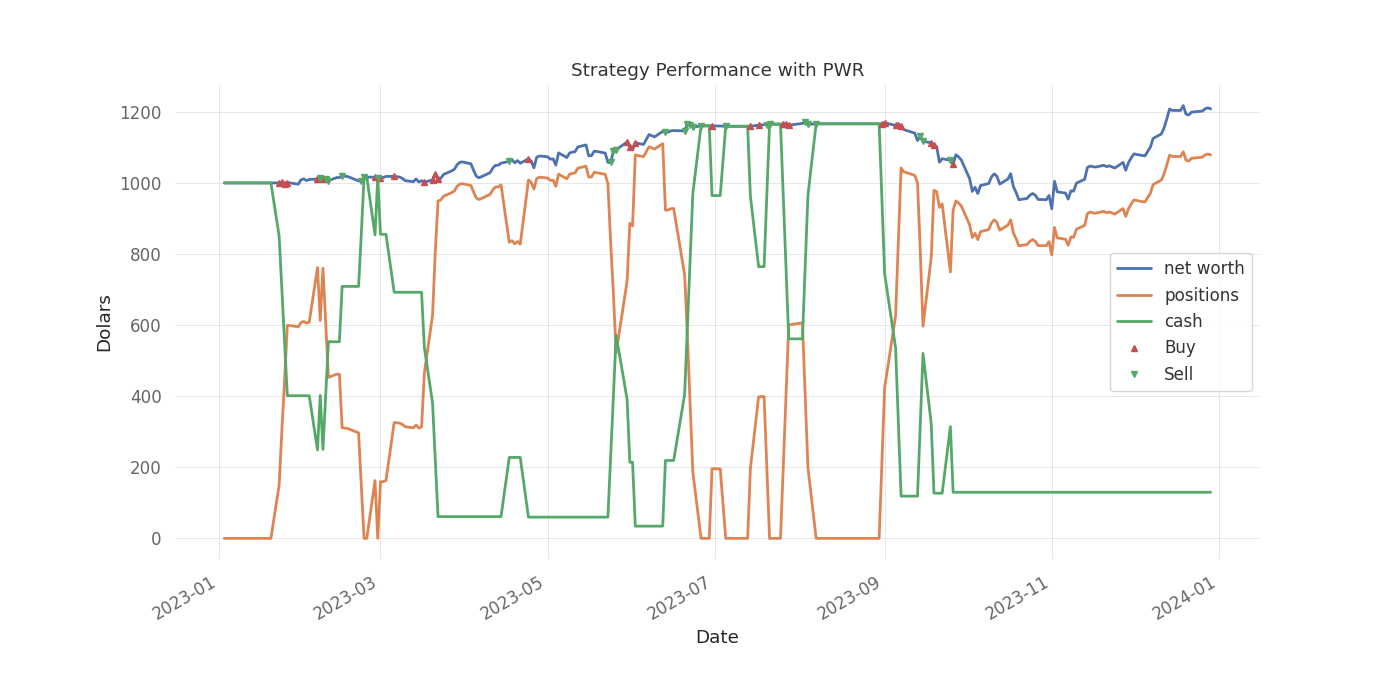 Strategy Performance with PWR
1200
1000
800
600
400
200
0
Dolars
2023-01
2023-03
2023-05
2023-07
2023-09
2023-11
2024-01
Date
net worth
positions
cash
Buy
Sell